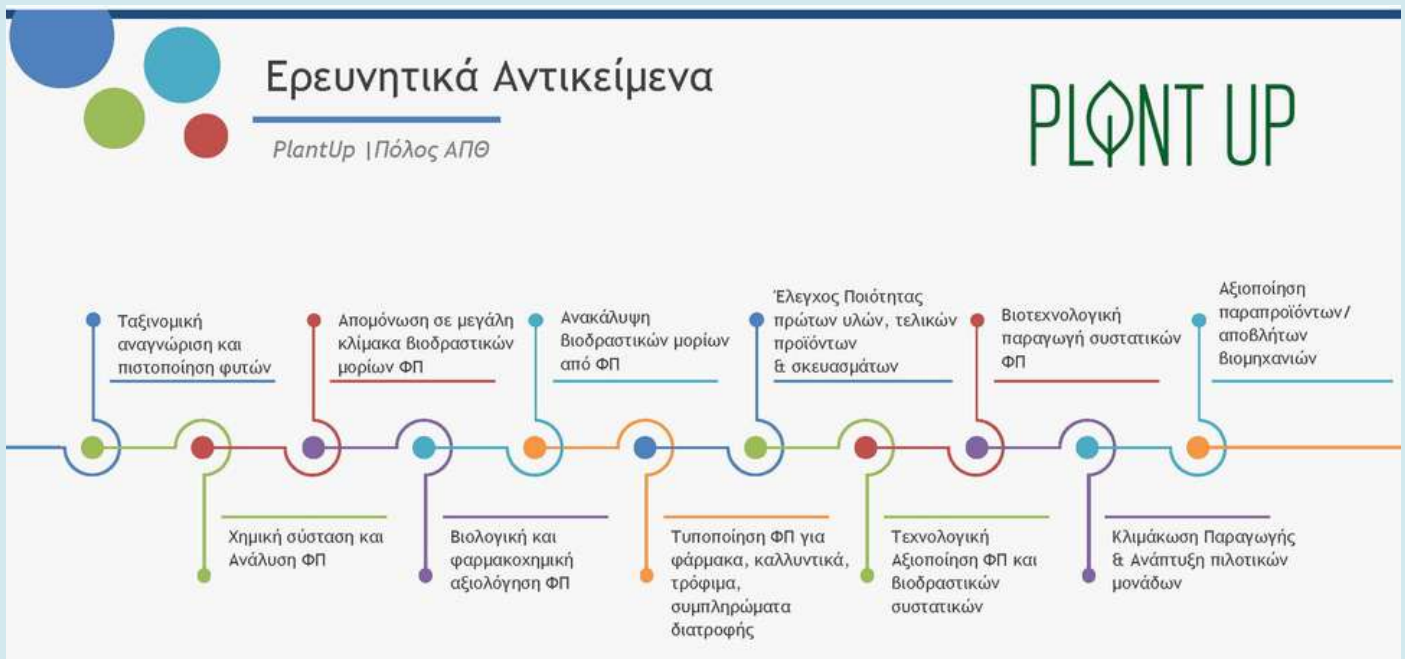 Ερευνητικά Αντικείμενα
PlantUp |Πόλος ΑΠΘ
PLANT UP
Ταξινομική
αναγνώριση και
πιστοποίηση φυτών
Χημική σύσταση και
Ανάλυση ΦΠ
Απομόνωση σε μεγάλη
κλίμακα βιοδραστικών
μορίων ΦΠ
Βιολογική και
φαρμακοχημική
αξιολόγηση ΦΠ
Ανακάλυψη
βιοδραστικών μορίων
από ΦΠ
Τυποποίηση ΦΠ για
φάρμακα, καλλυντικά,
τρόφιμα,
συμπληρώματα
διατροφής
Έλεγχος Ποιότητας
πρώτων υλών, τελικών
προϊόντων
& σκευασμάτων
Τεχνολογική
Αξιοποίηση ΦΠ και
βιοδραστικών
συστατικών
Βιοτεχνολογική
παραγωγή συστατικών
ΦΠ
Κλιμάκωση Παραγωγής
& Ανάπτυξη πιλοτικών
μονάδων
Αξιοποίηση
παραπροϊόντων/
αποβλήτων
βιομηχανιών